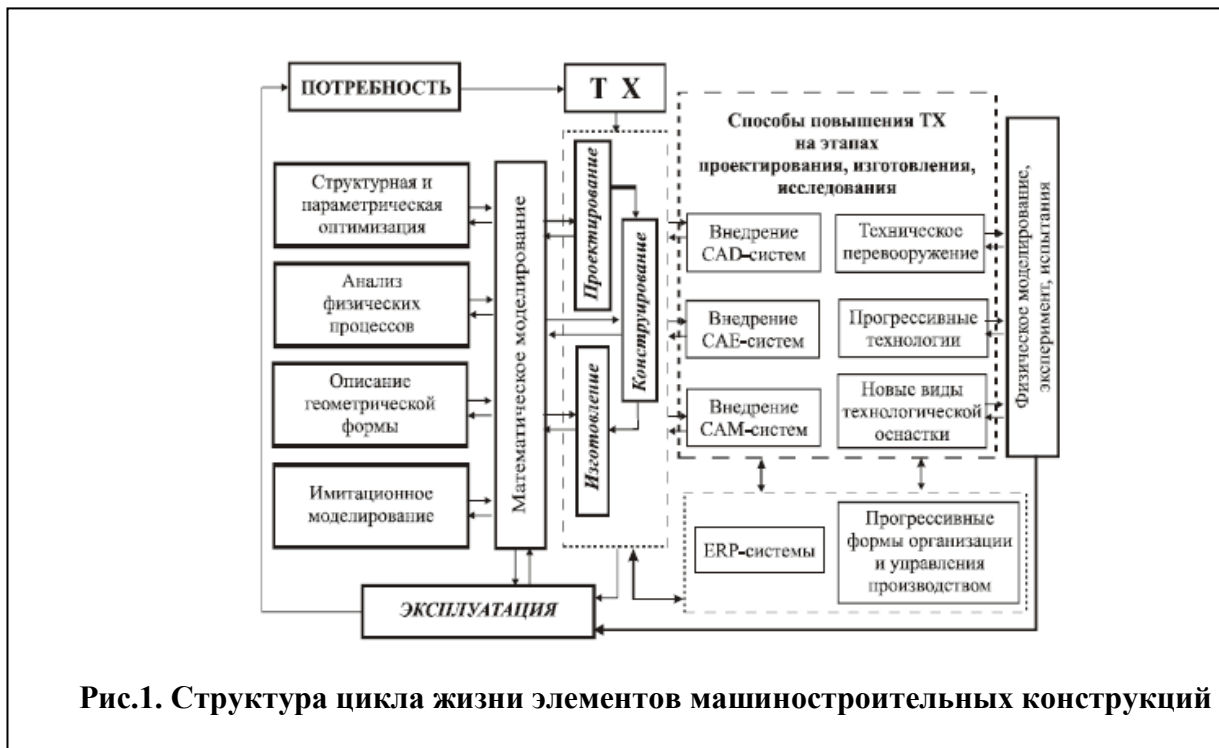 ПОТРЕБНОСТЬ
Т Х
Структурная и
параметрическая
оптимизация
Анализ
физических
процессов
Описание
геометрической
формы
Имитационное
моделирование
Математическое моделирование
Проектирование
Конструирование
Изготовление
Способы повышения ТХ
на этапах
проектирования, изготовления,
исследования
Внедрение
CAD-систем
Техническое
перевооружение
Внедрение
CAE-систем
Прогрессивные
технологии
Внедрение
CAM-систем
Новые виды
технологической
оснастки
Физическое моделирование,
эксперимент, испытания
ERP-системы
Прогрессивные
формы организации
и управления
производством
ЭКСПЛУАТАЦИЯ
Рис.1. Структура цикла жизни элементов машиностроительных конструкций